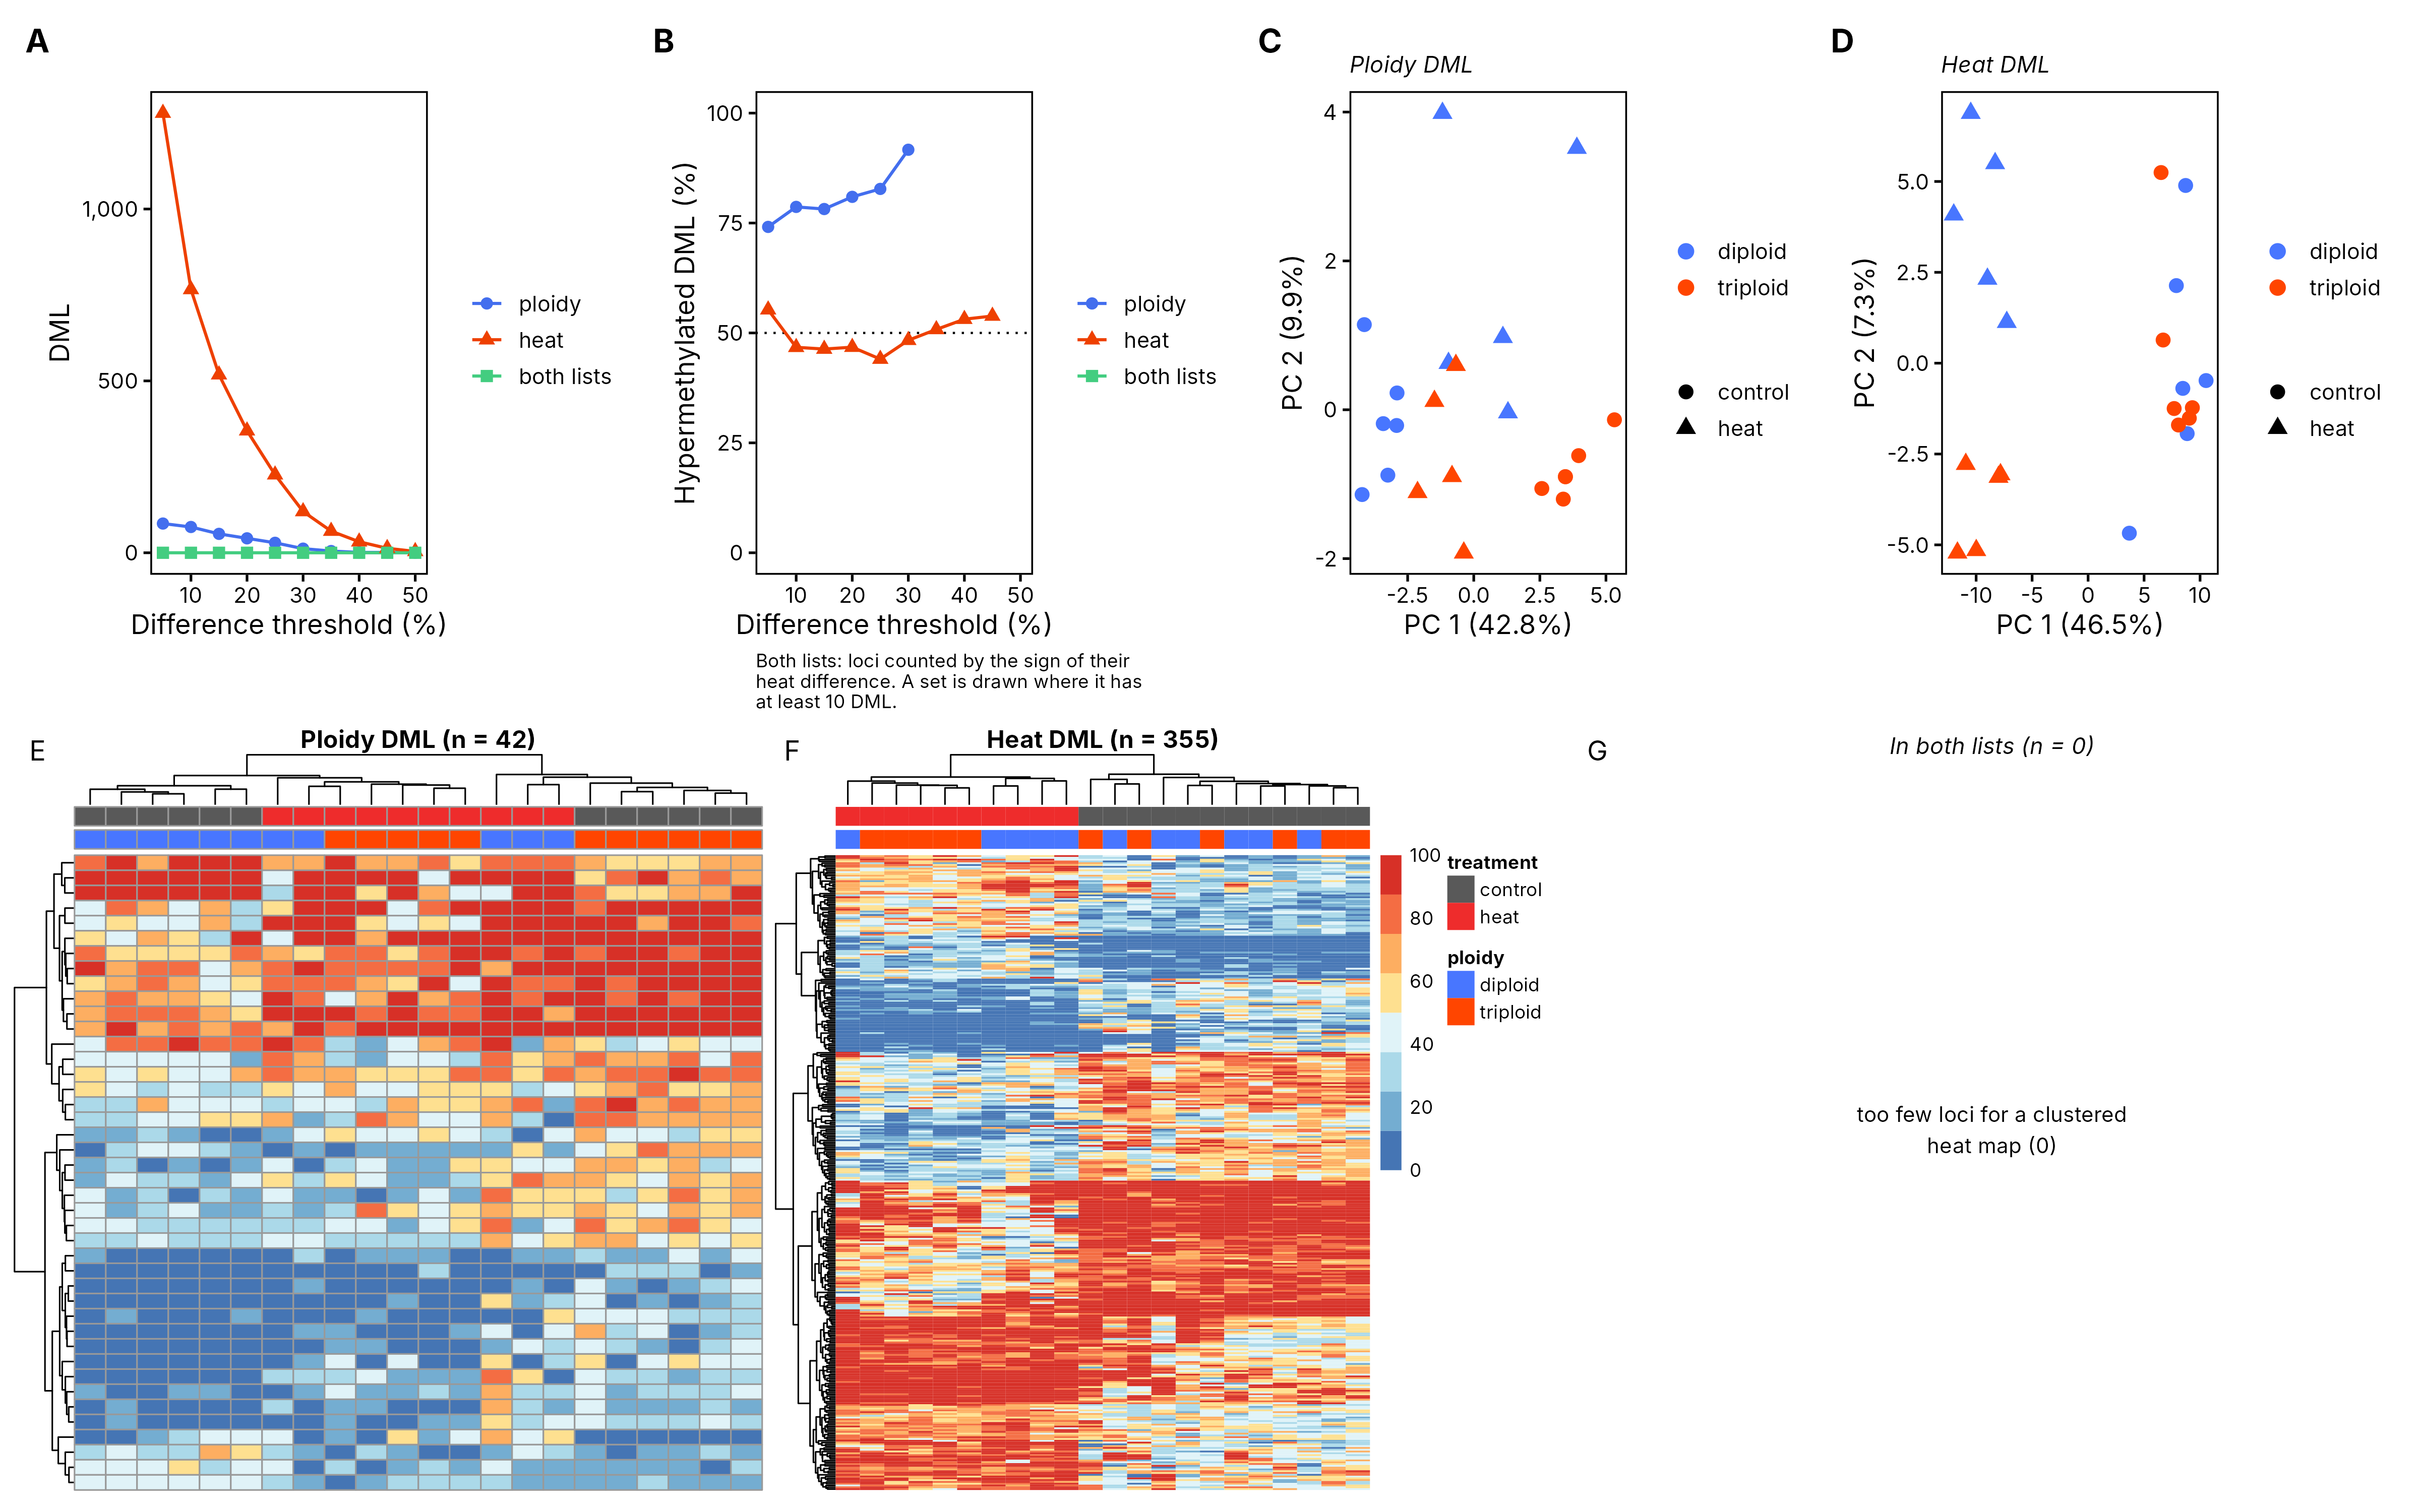 A
B
C
D
Ploidy DML
Heat DML
DML
1,000
500
0
10 20 30 40 50
Difference threshold (%)
ploidy
heat
both lists
Hypermethylated DML (%)
100
75
50
25
0
10 20 30 40 50
Difference threshold (%)
ploidy
heat
both lists
Both lists: loci counted by the sign of their
heat difference. A set is drawn where it has
at least 10 DML.
PC 2 (9.9%)
4
2
0
-2
-2.5 0.0 2.5 5.0
PC 1 (42.8%)
diploid
triploid
control
heat
PC 2 (7.3%)
5.0
2.5
0.0
-2.5
-5.0
-10 -5 0 5 10
PC 1 (46.5%)
diploid
triploid
control
heat
E
Ploidy DML (n = 42)
F
Heat DML (n = 355)
100
80
60
40
20
0
treatment
control
heat
ploidy
diploid
triploid
G
In both lists (n = 0)
too few loci for a clustered
heat map (0)